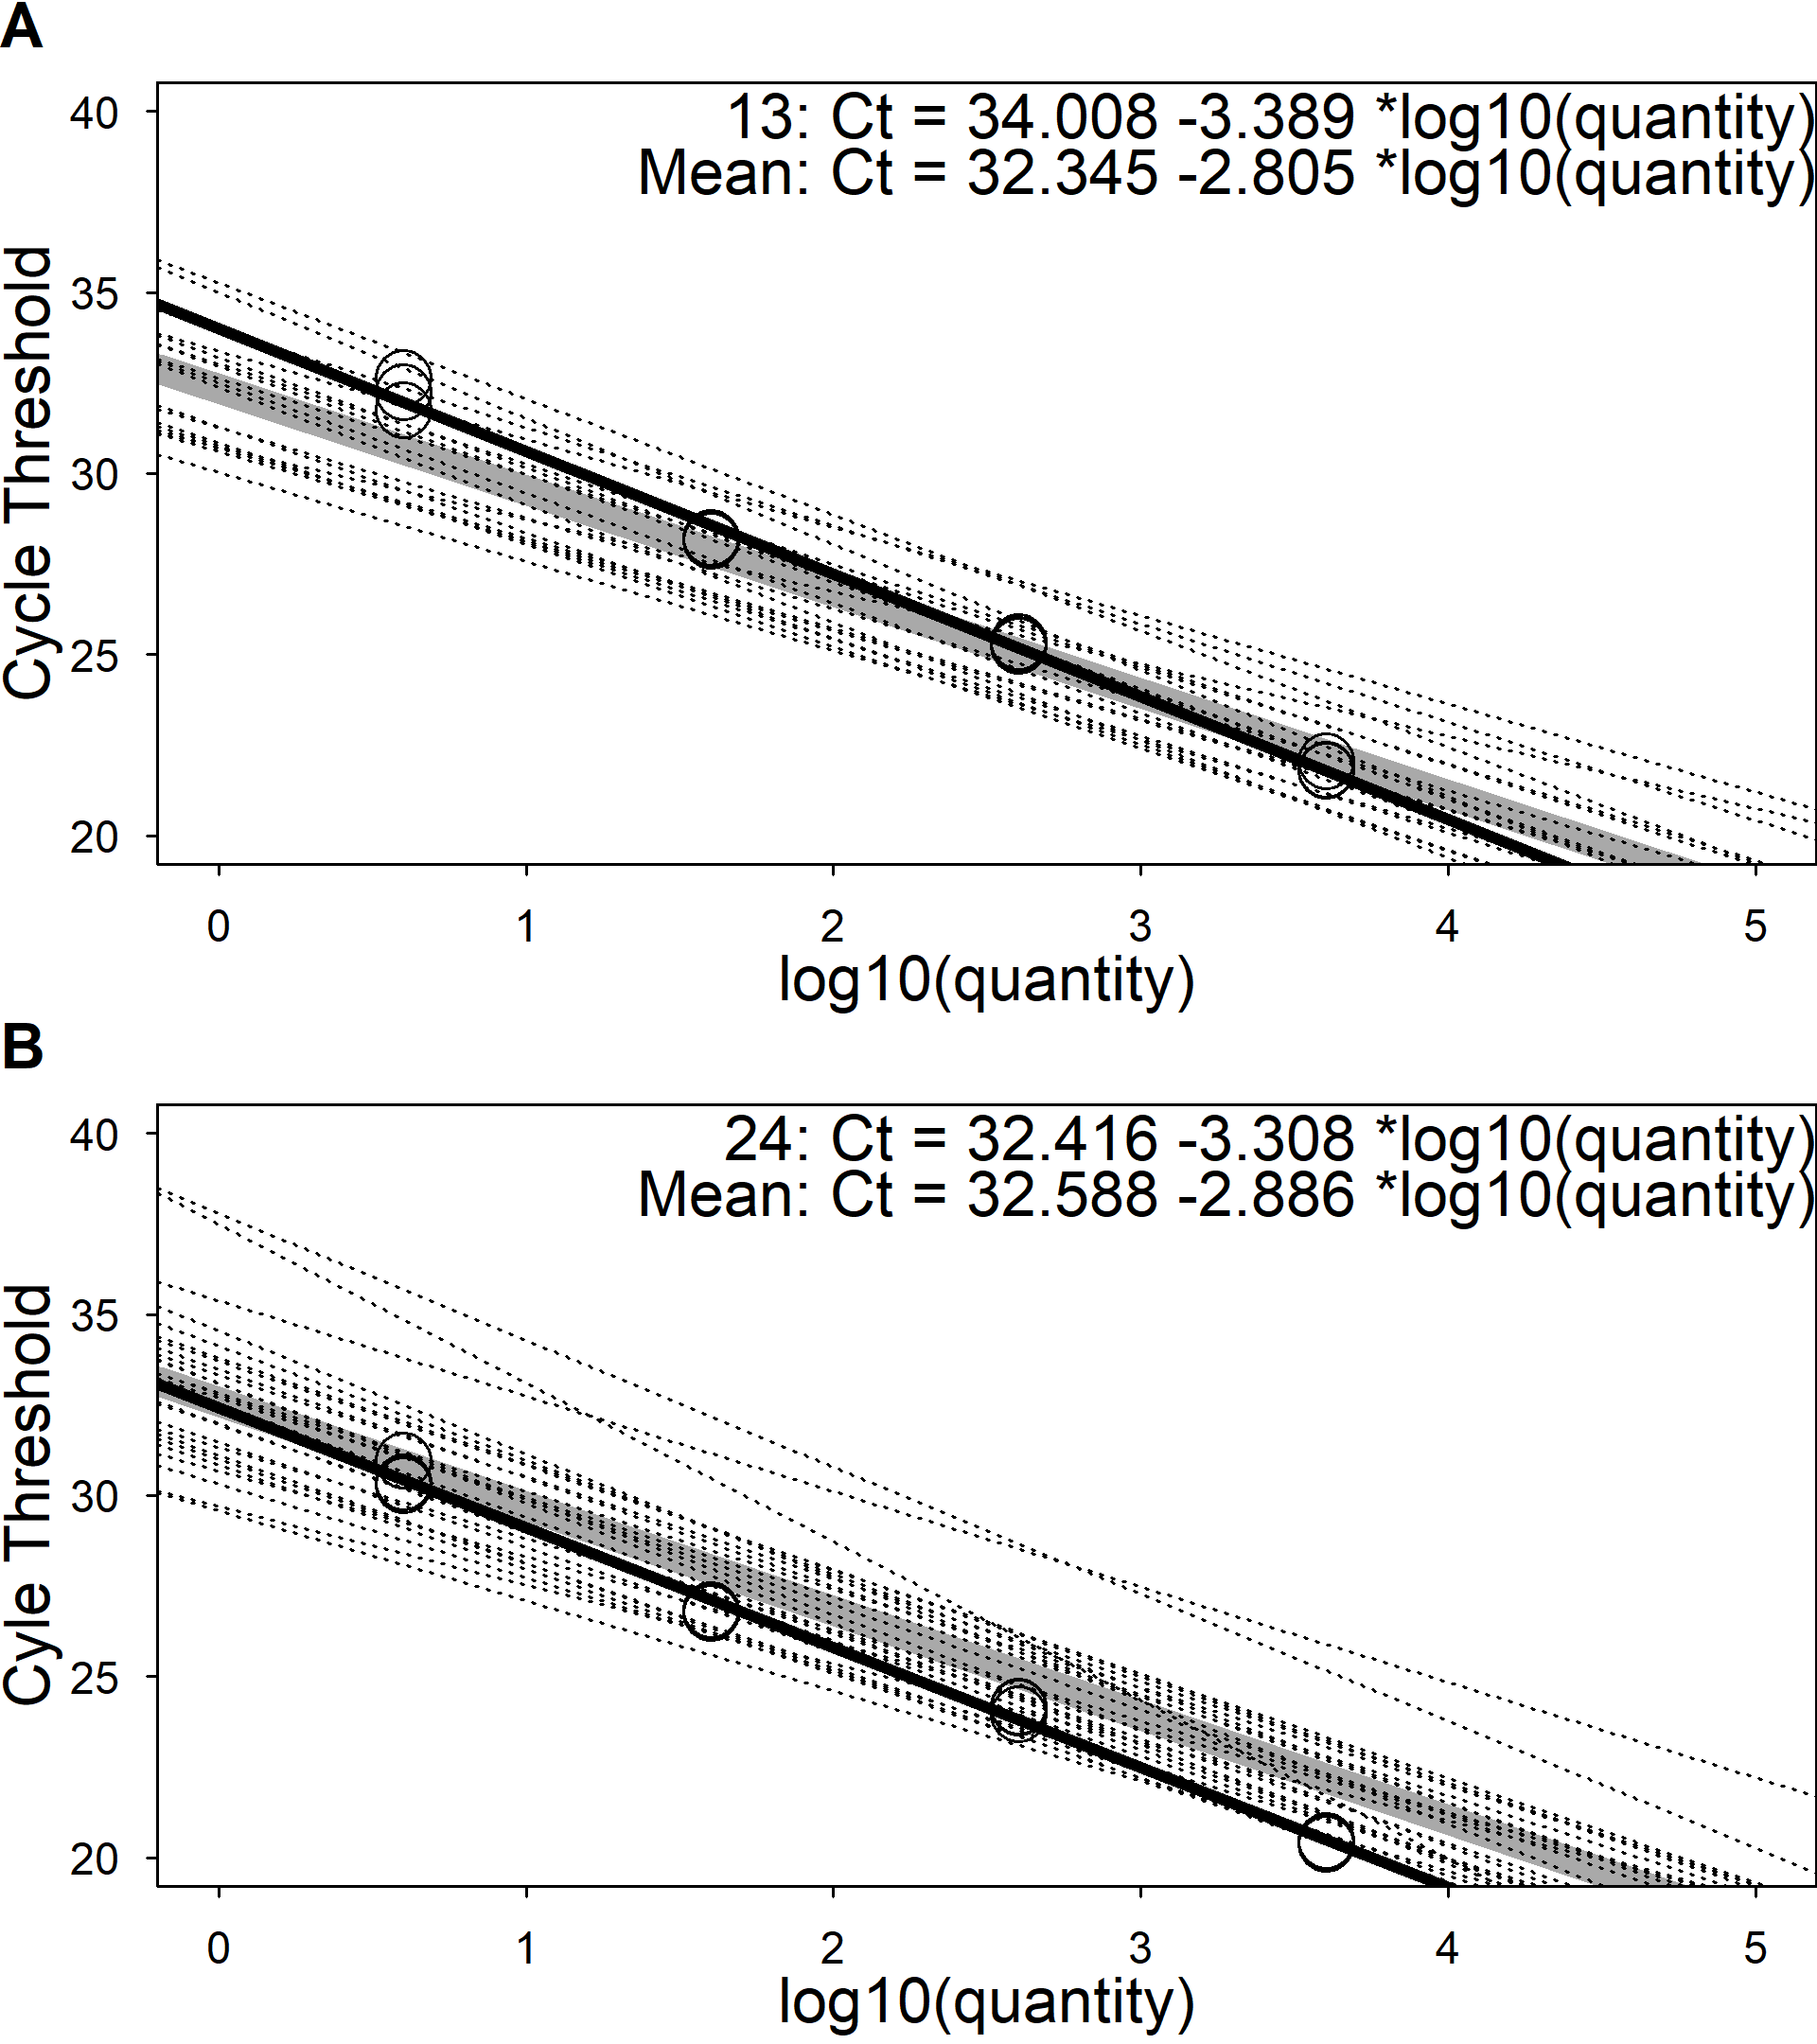 A
13: Ct = 34.008 -3.389 *log10(quantity)
Mean: Ct = 32.345 -2.805 *log10(quantity)
Cycle Threshold
40
35
30
25
20
0 1 2 3 4 5
log10(quantity)
B
24: Ct = 32.416 -3.308 *log10(quantity)
Mean: Ct = 32.588 -2.886 *log10(quantity)
Cyle Threshold
40
35
30
25
20
0 1 2 3 4 5
log10(quantity)